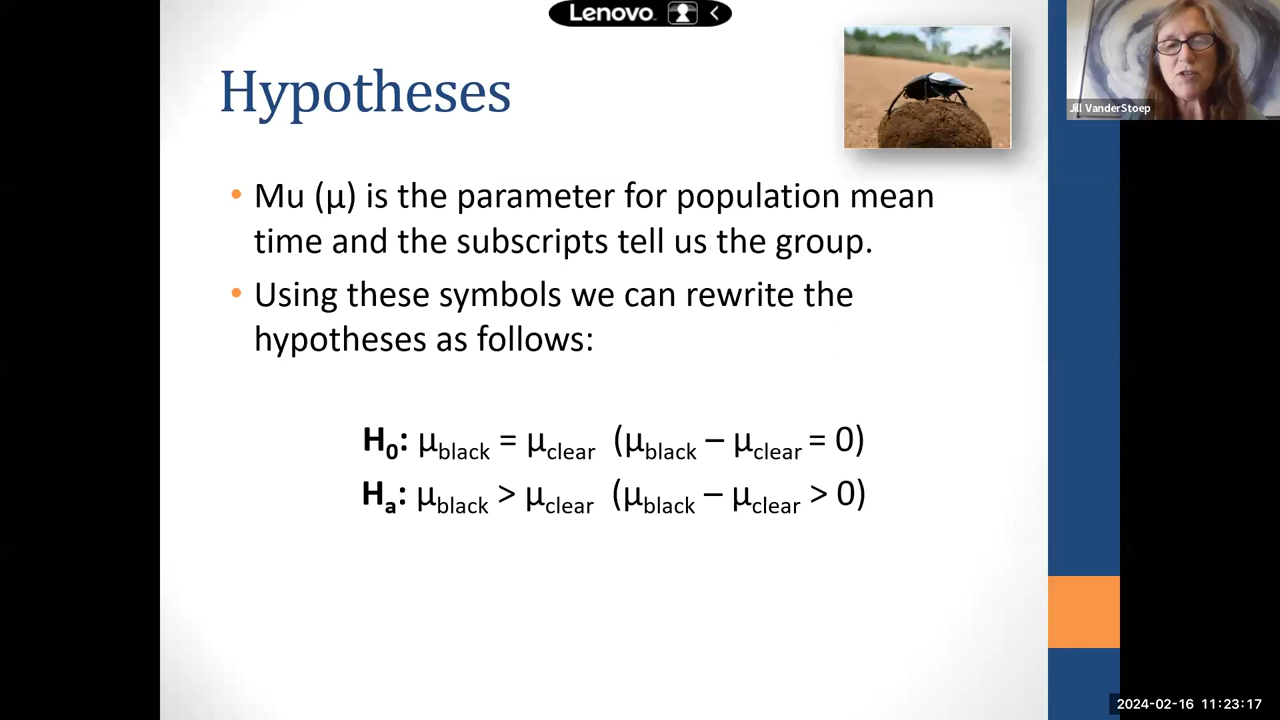 Lenovo
Hypotheses
Jill VanderStoep
• Mu (µ) is the parameter for population mean
time and the subscripts tell us the group.
• Using these symbols we can rewrite the
hypotheses as follows:
H₀: µblack = µclear (µblack – µclear = 0)
Hₐ: µblack > µclear (µblack – µclear > 0)
2024-02-16 11:23:17